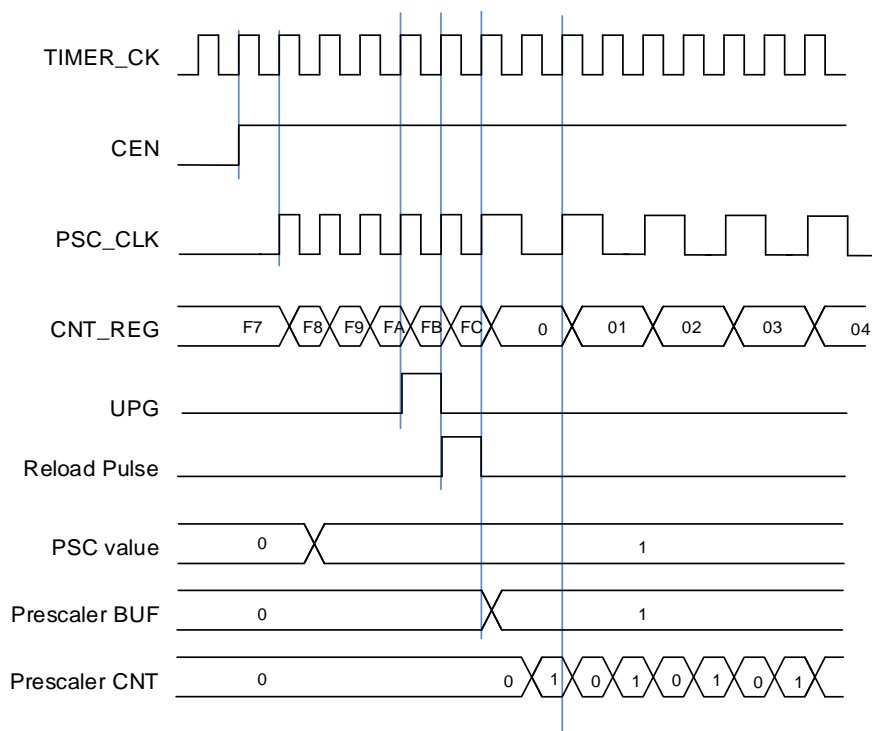 TIMER_CK
CEN
PSC_CLK
CNT_REG F7 F8 F9 FA FB FC 0 01 02 03 04
UPG
Reload Pulse
PSC value 0 1
Prescaler BUF 0 1
Prescaler CNT 0 0 1 0 1 0 1 0 1